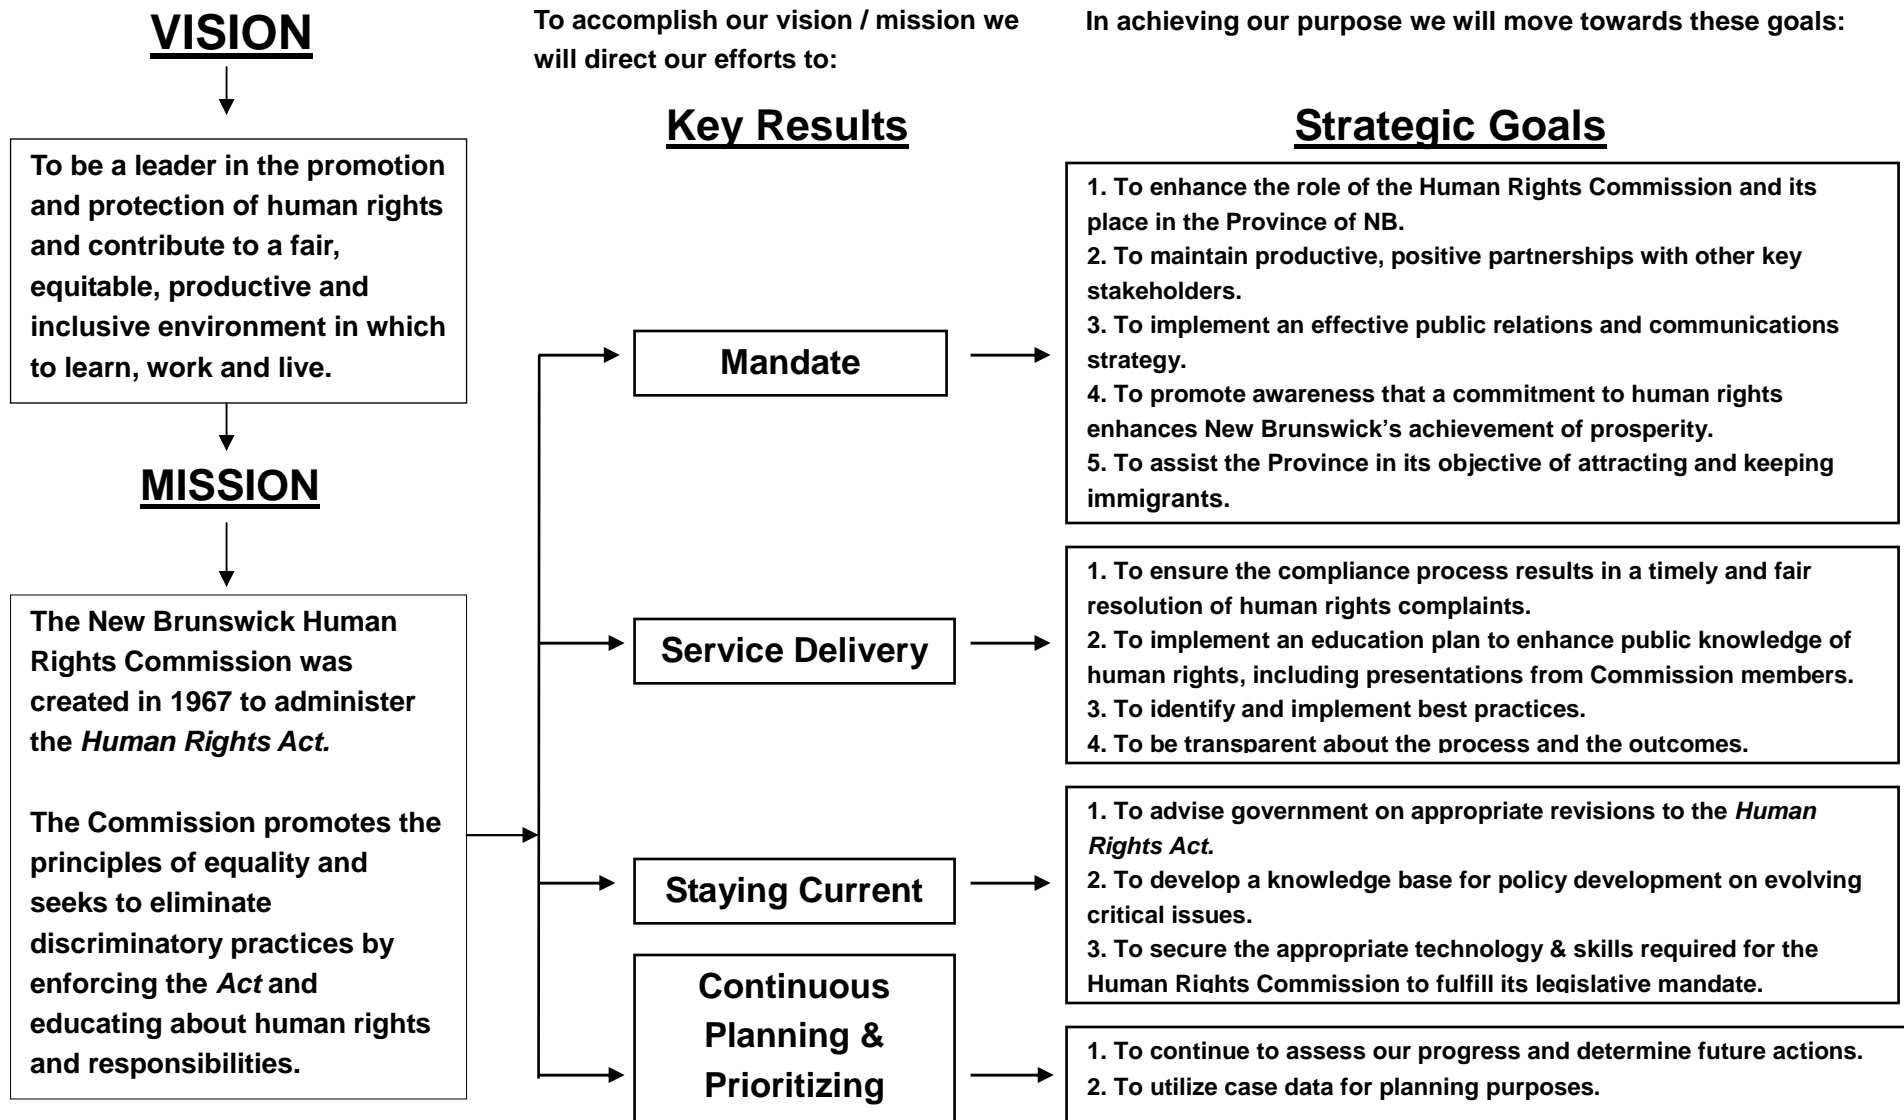 VISION
To be a leader in the promotion
and protection of human rights
and contribute to a fair,
equitable, productive and
inclusive environment in which
to learn, work and live.
MISSION
The New Brunswick Human
Rights Commission was
created in 1967 to administer
the Human Rights Act.
The Commission promotes the
principles of equality and
seeks to eliminate
discriminatory practices by
enforcing the Act and
educating about human rights
and responsibilities.
To accomplish our vision / mission we
will direct our efforts to:
Key Results
Mandate
Service Delivery
Staying Current
Continuous
Planning &
Prioritizing
In achieving our purpose we will move towards these goals:
Strategic Goals
1. To enhance the role of the Human Rights Commission and its
place in the Province of NB.
2. To maintain productive, positive partnerships with other key
stakeholders.
3. To implement an effective public relations and communications
strategy.
4. To promote awareness that a commitment to human rights
enhances New Brunswick’s achievement of prosperity.
5. To assist the Province in its objective of attracting and keeping
immigrants.
1. To ensure the compliance process results in a timely and fair
resolution of human rights complaints.
2. To implement an education plan to enhance public knowledge of
human rights, including presentations from Commission members.
3. To identify and implement best practices.
4. To be transparent about the process and the outcomes.
1. To advise government on appropriate revisions to the Human
Rights Act.
2. To develop a knowledge base for policy development on evolving
critical issues.
3. To secure the appropriate technology & skills required for the
Human Rights Commission to fulfill its legislative mandate.
1. To continue to assess our progress and determine future actions.
2. To utilize case data for planning purposes.